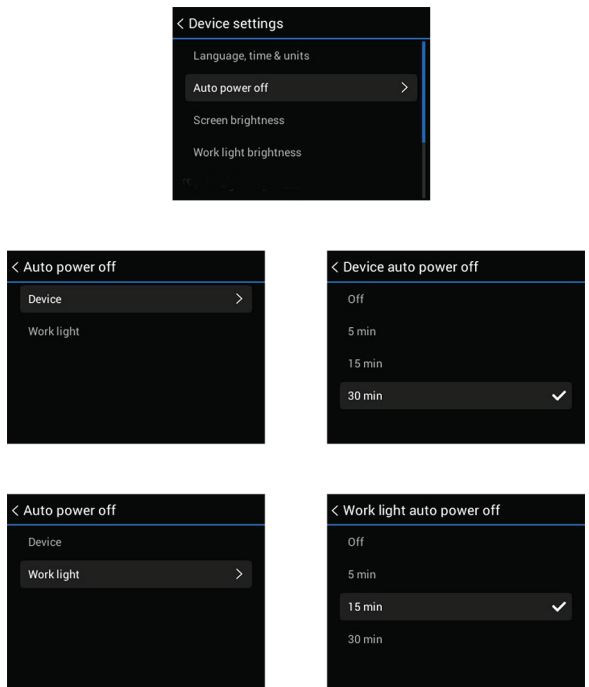 Device settings
Language, time & units
Auto power off
Screen brightness
Work light brightness
Auto power off
Device
Work light
Device auto power off
Off
5 min
15 min
30 min
Auto power off
Device
Work light
Work light auto power off
Off
5 min
15 min
30 min